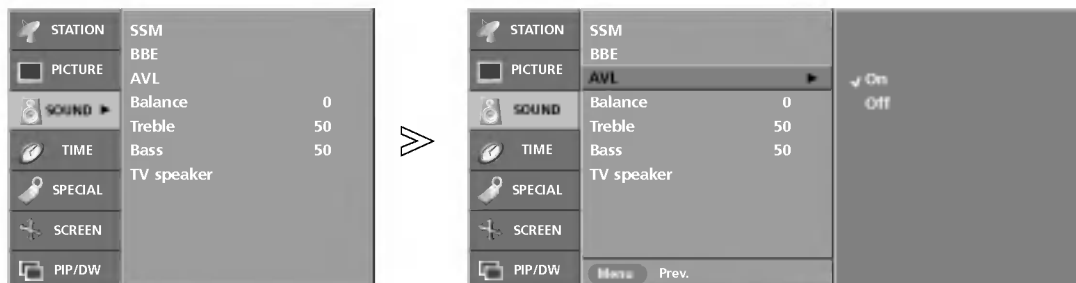 STATION
PICTURE
SOUND
TIME
SPECIAL
SCREEN
PIP/DW
SSM
BBE
AVL
Balance 0
Treble 50
Bass 50
TV speaker
STATION
PICTURE
SOUND
TIME
SPECIAL
SCREEN
PIP/DW
SSM
BBE
AVL
Balance 0
Treble 50
Bass 50
TV speaker
Menu Prev.
On
Off